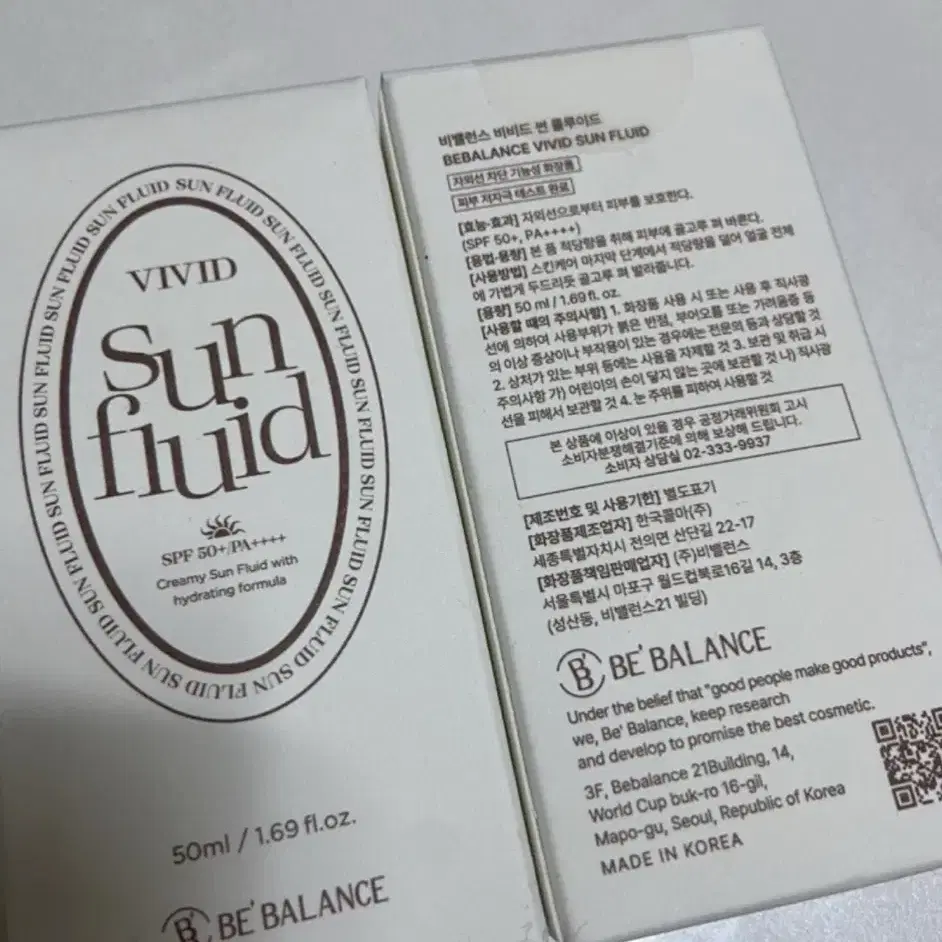 SUN FLUID SUN FLUID SUN FLUID SUN FLUID SUN FLUID SUN FLUID SUN FLUID SUN FLUID SUN FLUID SUN FLUID
VIVID
Sun
fluid
SPF 50+/PA++++
Creamy Sun Fluid with
hydrating formula
50ml / 1.69 fl.oz.
B' BE' BALANCE
비밸런스 비비드 썬 플루이드
BEBALANCE VIVID SUN FLUID
자외선 차단 기능성 화장품
피부 저자극 테스트 완료
[효능·효과] 자외선으로부터 피부를 보호한다.
(SPF 50+, PA++++)
[용법·용량] 본 품 적당량을 취해 피부에 골고루 펴 바른다.
[사용방법] 스킨케어 마지막 단계에서 적당량을 덜어 얼굴 전체
에 가볍게 두드리듯 골고루 펴 발라줍니다.
[용량] 50 ml / 1.69 fl. oz.
[사용할 때의 주의사항] 1. 화장품 사용 시 또는 사용 후 직사광
선에 의하여 사용부위가 붉은 반점, 부어오름 또는 가려움증 등
의 이상 증상이나 부작용이 있는 경우에는 전문의 등과 상담할 것
2. 상처가 있는 부위 등에는 사용을 자제할 것 3. 보관 및 취급 시
주의사항 가) 어린이의 손이 닿지 않는 곳에 보관할 것 나) 직사광
선을 피해서 보관할 것 4. 눈 주위를 피하여 사용할 것
본 상품에 이상이 있을 경우 공정거래위원회 고시
소비자분쟁해결기준에 의해 보상해 드립니다.
소비자 상담실 02-333-9937
[제조번호 및 사용기한] 별도표기
[화장품제조업자] 한국콜마(주)
세종특별자치시 전의면 산단길 22-17
[화장품책임판매업자] (주)비밸런스
서울특별시 마포구 월드컵북로16길 14, 3층
(성산동, 비밸런스21 빌딩)
B' BE' BALANCE
Under the belief that "good people make good products",
we, Be' Balance, keep research
and develop to promise the best cosmetic.
3F, Bebalance 21Building, 14,
World Cup buk-ro 16-gil,
Mapo-gu, Seoul, Republic of Korea
MADE IN KOREA